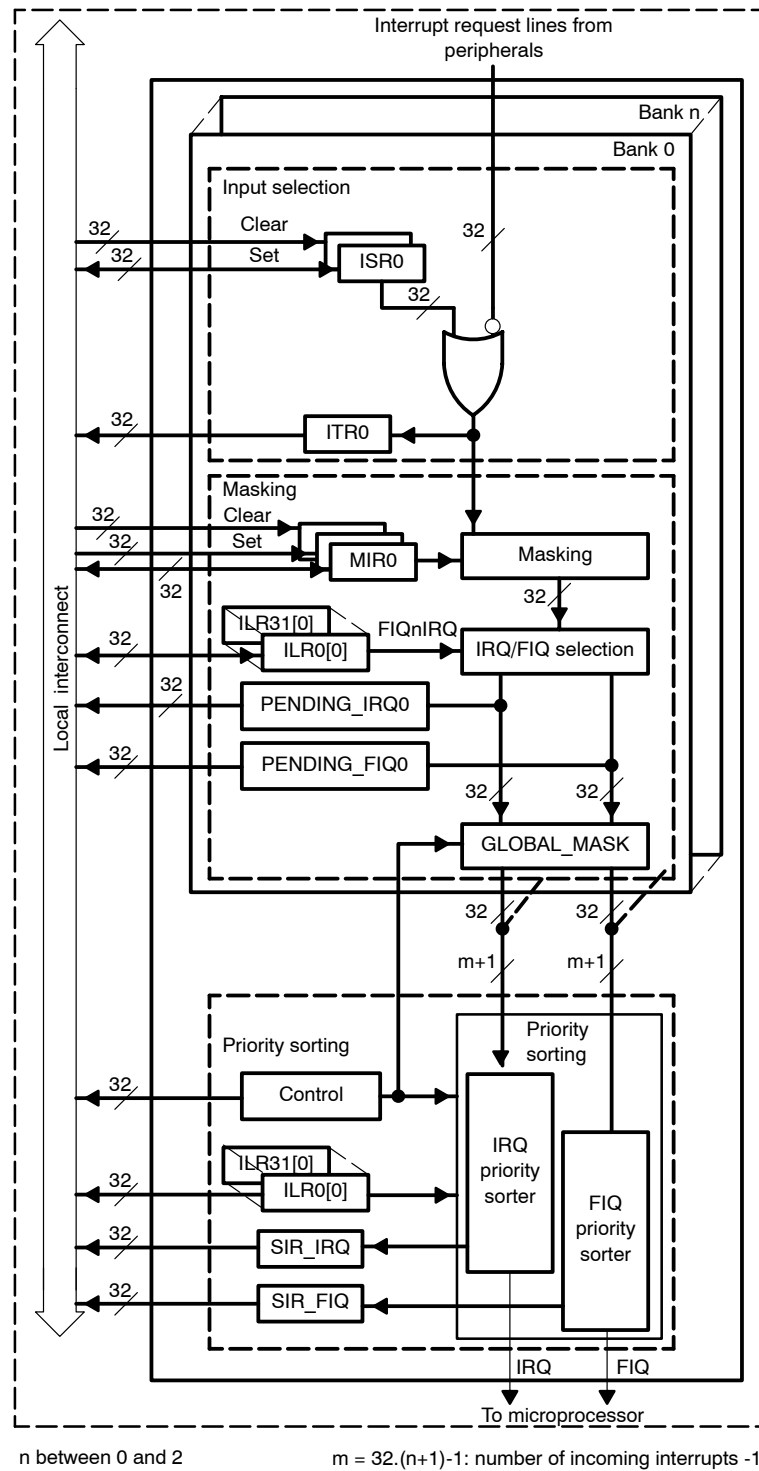 Interrupt request lines from
peripherals
Bank n
Bank 0
Input selection
32
Clear
32
Set
32
ISR0
32
32
ITR0
Masking
32
Clear
32
Set
32
MIR0
Masking
32
ILR31[0]
FIQnIRQ
32
ILR0[0]
IRQ/FIQ selection
32
PENDING_IRQ0
32
PENDING_FIQ0
32
32
GLOBAL_MASK
32
32
m+1
m+1
Local interconnect
Priority sorting
Priority
sorting
32
Control
IRQ
priority
sorter
ILR31[0]
32
ILR0[0]
FIQ
priority
sorter
32
SIR_IRQ
32
SIR_FIQ
IRQ
FIQ
To microprocessor
n between 0 and 2
m = 32.(n+1)-1: number of incoming interrupts -1